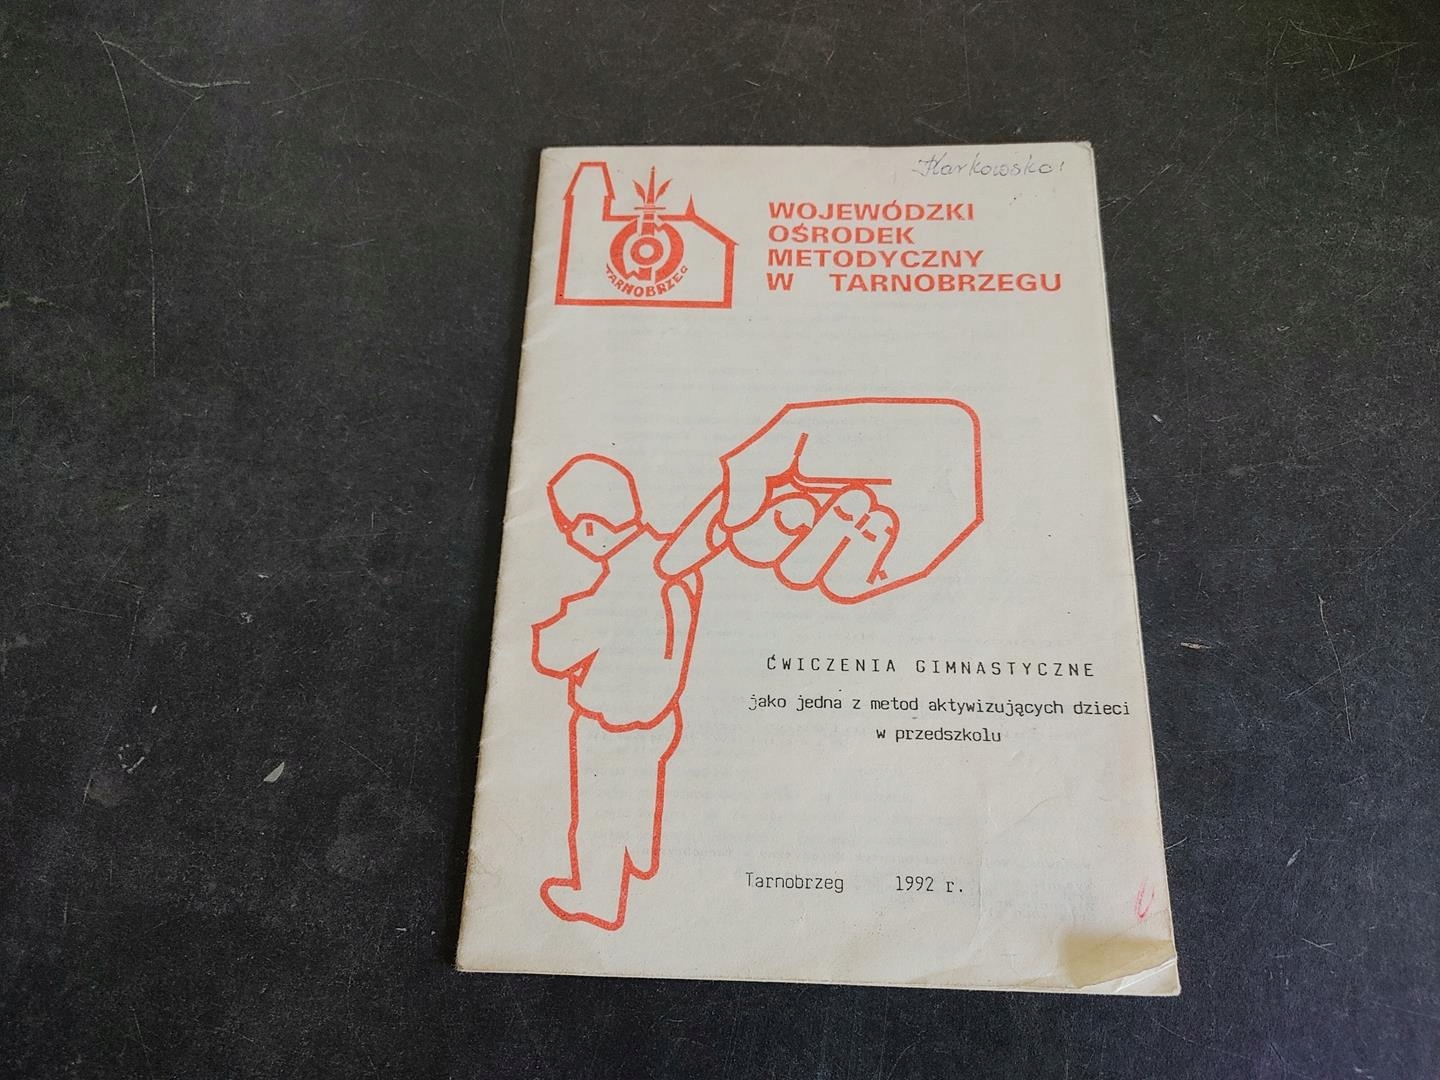 Karkowska
WOJEWÓDZKI
OŚRODEK
METODYCZNY
W TARNOBRZEGU
TARNOBRZEG
ĆWICZENIA GIMNASTYCZNE
jako jedna z metod aktywizujących dzieci
w przedszkolu
Tarnobrzeg 1992 r.